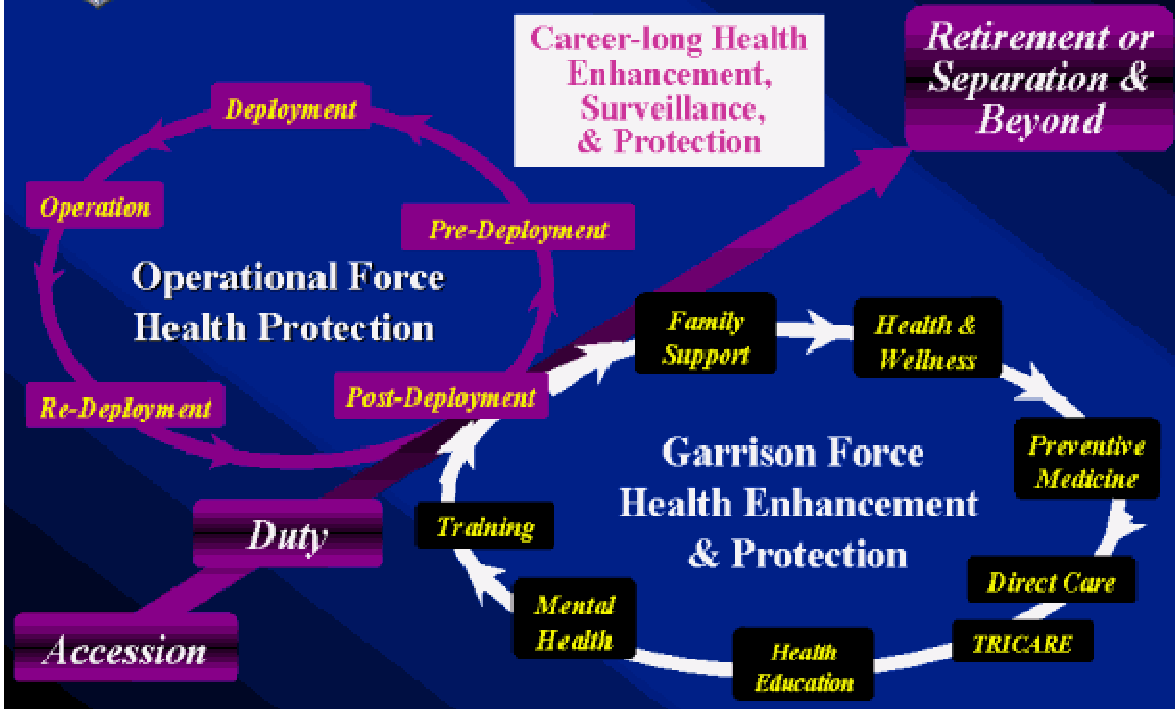 Career-long Health
Enhancement,
Surveillance,
& Protection
Retirement or
Separation &
Beyond
Deployment
Operation
Pre-Deployment
Operational Force
Health Protection
Re-Deployment
Post-Deployment
Family
Support
Health &
Wellness
Preventive
Medicine
Garrison Force
Health Enhancement
& Protection
Training
Direct Care
TRICARE
Mental
Health
Health
Education
Duty
Accession